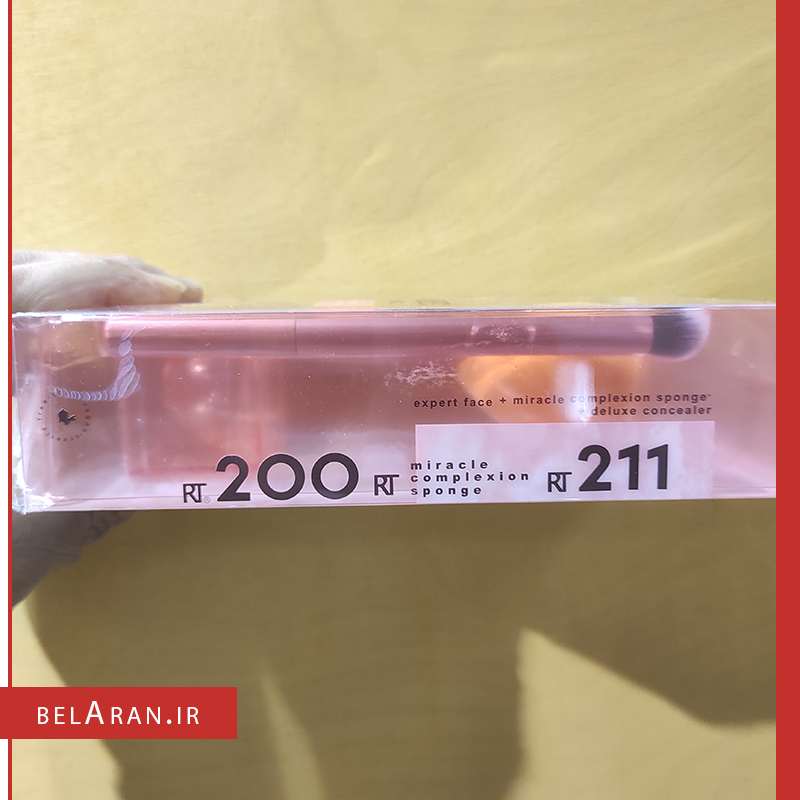 expert face + miracle complexion sponge
+ deluxe concealer
RT 200 RT miracle complexion sponge RT 211
BELARAN.IR